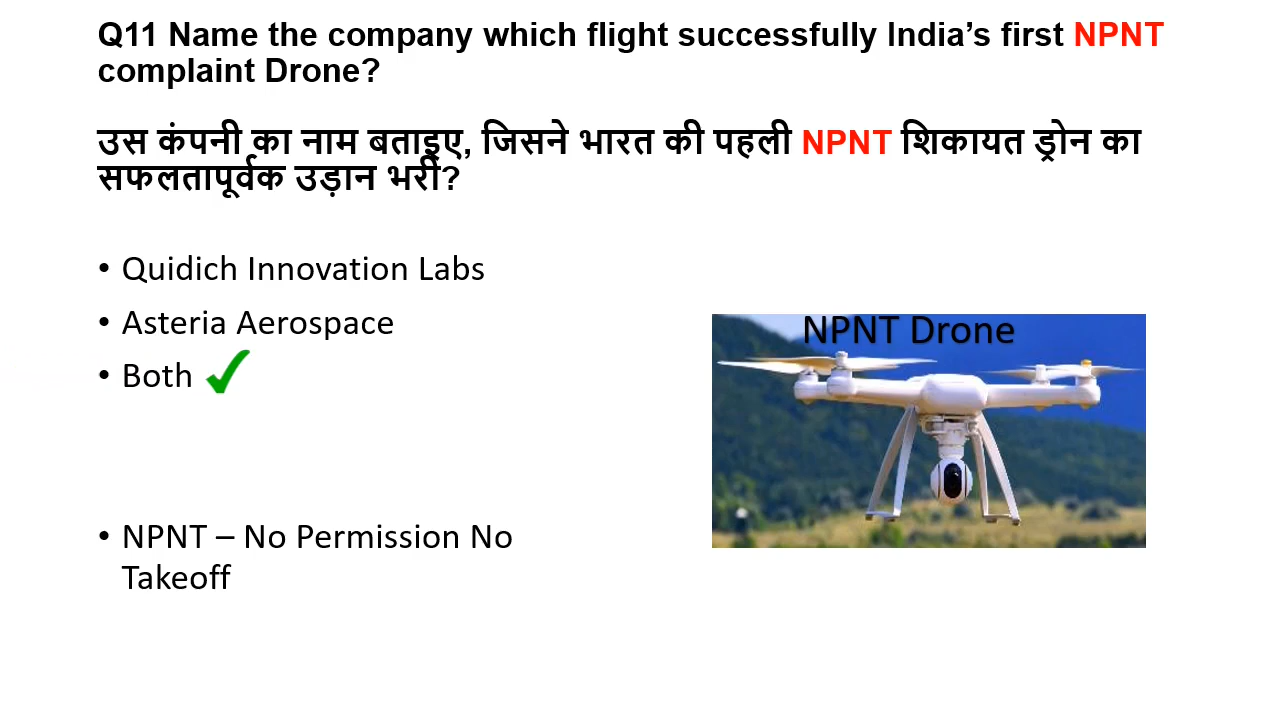 Q11 Name the company which flight successfully India’s first NPNT
complaint Drone?
उस कंपनी का नाम बताइए, जिसने भारत की पहली NPNT शिकायत ड्रोन का
सफलतापूर्वक उड़ान भरी?
• Quidich Innovation Labs
• Asteria Aerospace
• Both
NPNT Drone
• NPNT – No Permission No
Takeoff